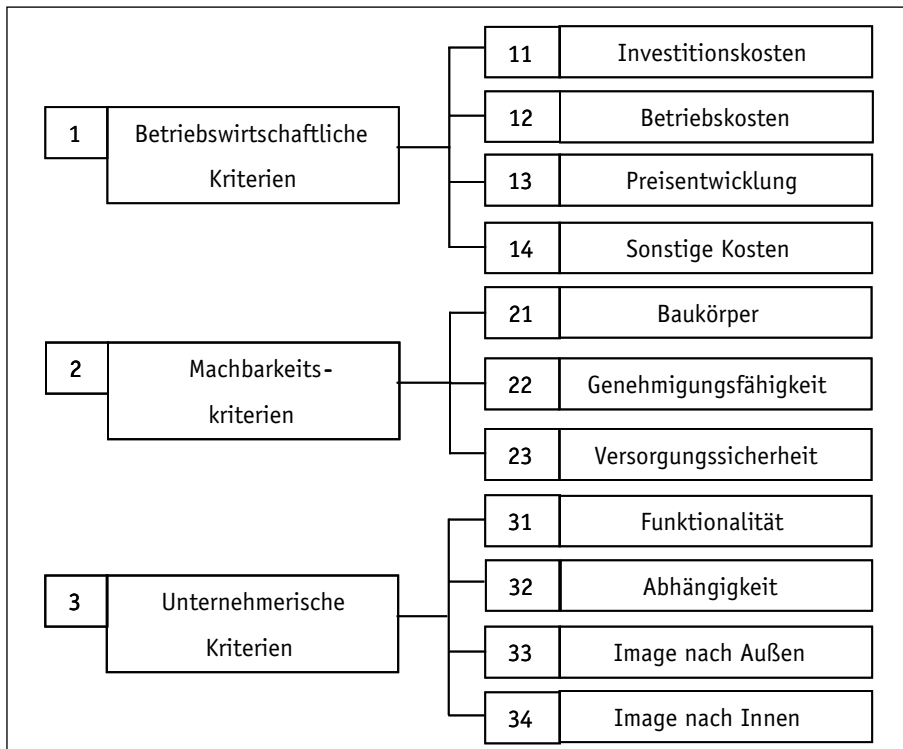 1 Betriebswirtschaftliche
Kriterien
11 Investitionskosten
12 Betriebskosten
13 Preisentwicklung
14 Sonstige Kosten
2 Machbarkeits-
kriterien
21 Baukörper
22 Genehmigungsfähigkeit
23 Versorgungssicherheit
3 Unternehmerische
Kriterien
31 Funktionalität
32 Abhängigkeit
33 Image nach Außen
34 Image nach Innen